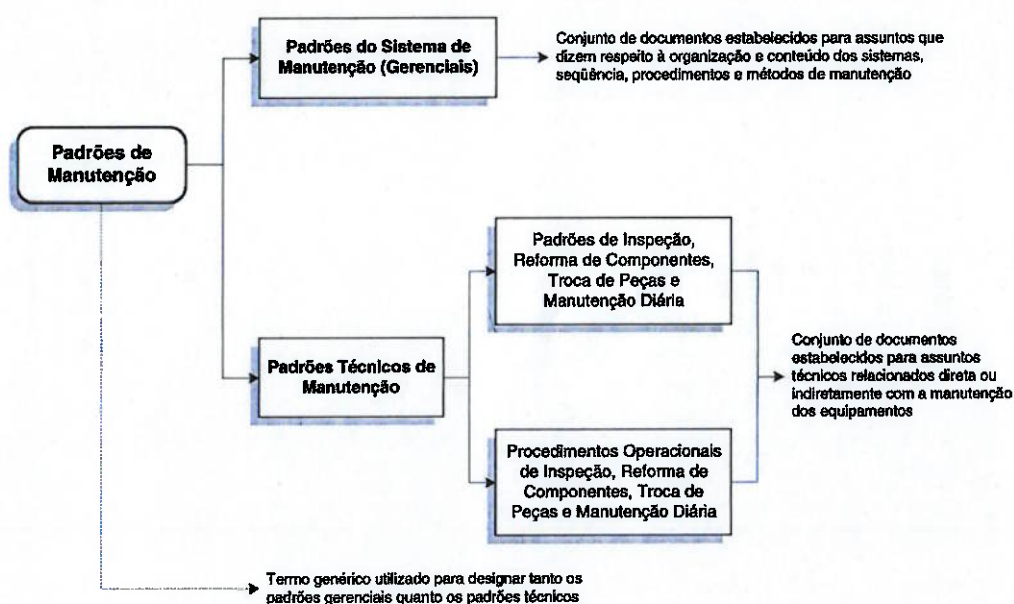 Padrões do Sistema de
Manutenção (Gerenciais)
Conjunto de documentos estabelecidos para assuntos que
dizem respeito à organização e conteúdo dos sistemas,
seqüência, procedimentos e métodos de manutenção
Padrões de
Manutenção
Padrões Técnicos de
Manutenção
Padrões de Inspeção,
Reforma de Componentes,
Troca de Peças e
Manutenção Diária
Procedimentos Operacionais
de Inspeção, Reforma de
Componentes, Troca de
Peças e Manutenção Diária
Conjunto de documentos
estabelecidos para assuntos
técnicos relacionados direta ou
indiretamente com a manutenção
dos equipamentos
Termo genérico utilizado para designar tanto os
padrões gerenciais quanto os padrões técnicos